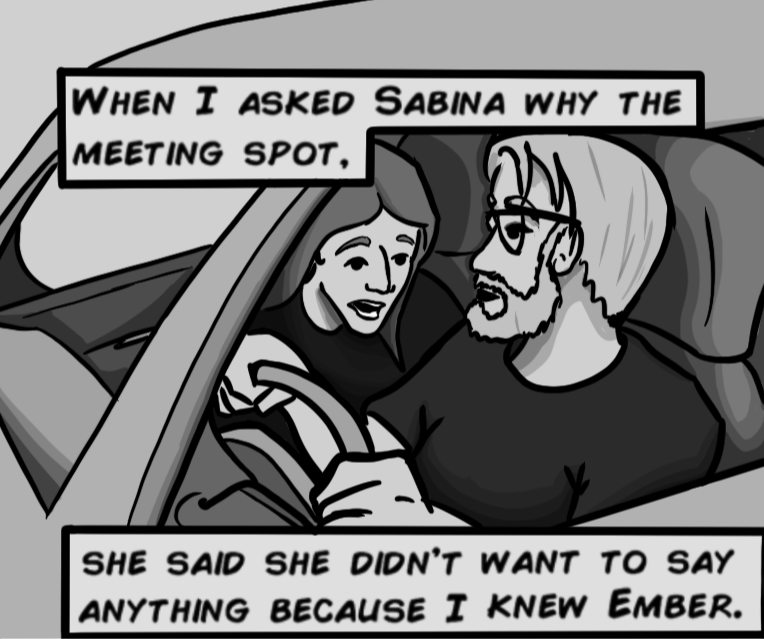 When I asked Sabina why the
meeting spot,
she said she didn't want to say
anything because I knew Ember.